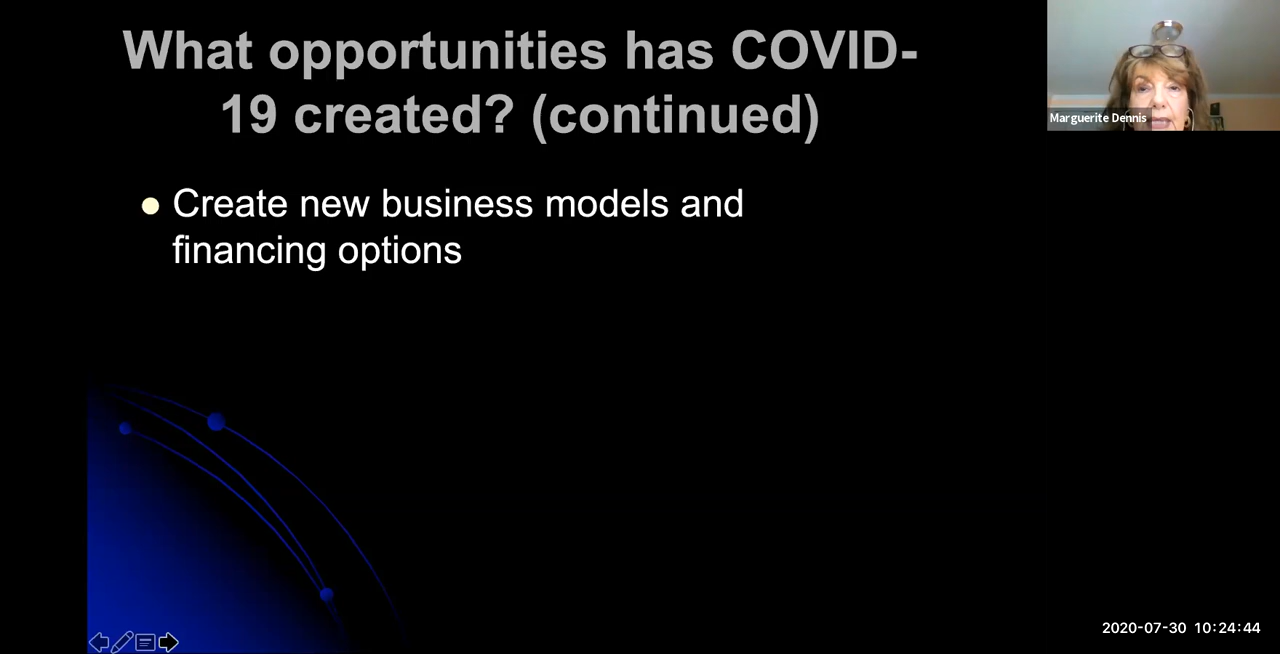 What opportunities has COVID-
19 created? (continued)
Marguerite Dennis
● Create new business models and
financing options
2020-07-30 10:24:44